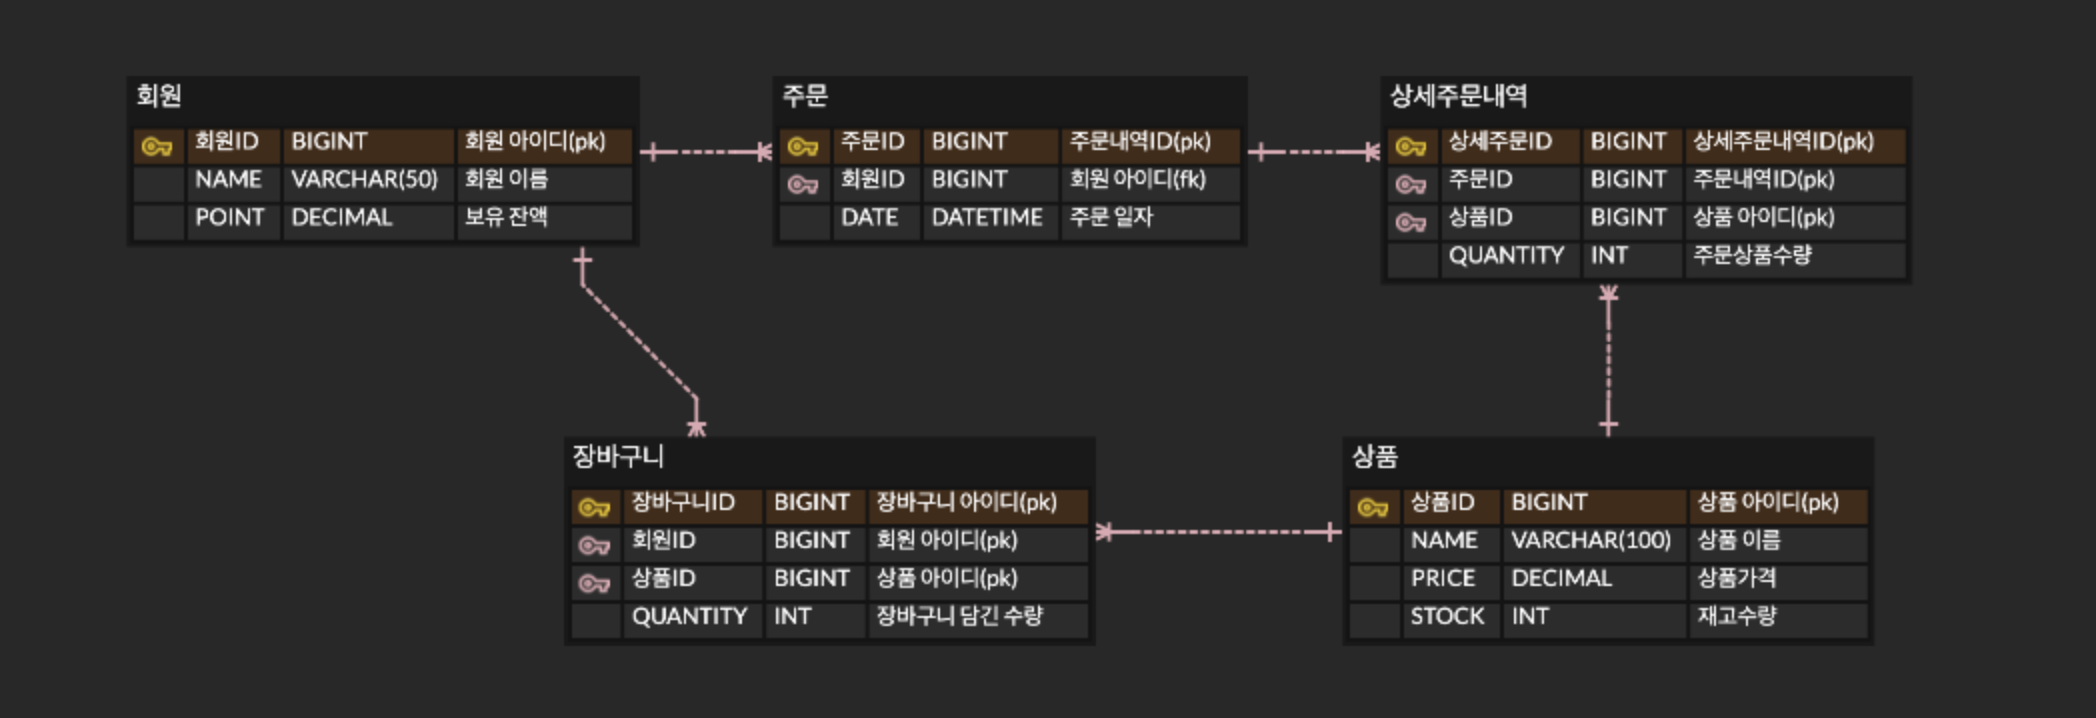 회원
회원ID BIGINT 회원 아이디(pk)
NAME VARCHAR(50) 회원 이름
POINT DECIMAL 보유 잔액
주문
주문ID BIGINT 주문내역ID(pk)
회원ID BIGINT 회원 아이디(fk)
DATE DATETIME 주문 일자
상세주문내역
상세주문ID BIGINT 상세주문내역ID(pk)
주문ID BIGINT 주문내역ID(pk)
상품ID BIGINT 상품 아이디(pk)
QUANTITY INT 주문상품수량
장바구니
장바구니ID BIGINT 장바구니 아이디(pk)
회원ID BIGINT 회원 아이디(pk)
상품ID BIGINT 상품 아이디(pk)
QUANTITY INT 장바구니 담긴 수량
상품
상품ID BIGINT 상품 아이디(pk)
NAME VARCHAR(100) 상품 이름
PRICE DECIMAL 상품가격
STOCK INT 재고수량